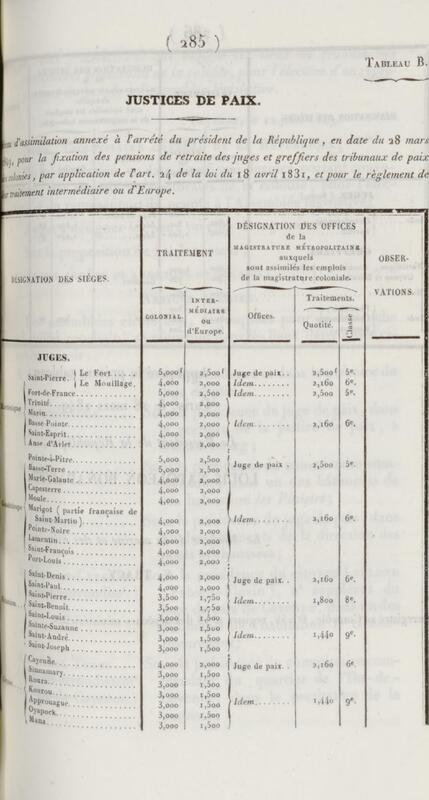 ( 285 )
TABLEAU B.
JUSTICES DE PAIX.
d'assimilation annexé à l'arrêté du président de la République, en date du 28 mars
pour la fixation des pensions de retraite des juges et greffiers des tribunaux de paix
colonies, par application de l'art. 24 de la loi du 18 avril 1831, et pour le règlement de
traitement intermédiaire ou d'Europe.
DÉSIGNATION DES SIÉGES. TRAITEMENT DÉSIGNATION DES OFFICES
de la
MAGISTRATURE MÉTROPOLITAINE
auxquels
sont assimilés les emplois
de la magistrature coloniale. OBSER-
VATIONS.
COLONIAL. INTER-
MÉDIAIRE
ou
d'Europe. Offices. Traitements.
Quotité. Classe
JUGES.
Saint-Pierre. Le Fort...... 5,000f 2,500f Juge de paix.. 2,500f 5e.
Le Mouillage. 4,000 2,000 Idem........ 2,160 6e.
Fort-de-France............ 5,000 2,500 Idem........ 2,500 5e.
Trinité.............. 4,000 2,000
Marin.............. 4,000 2,000
Basse-Pointe.............. 4,000 2,000 Idem........ 2,160 6e.
Saint-Esprit.............. 4,000 2,000
Anse d'Arlet.............. 4,000 2,000
Pointe-à-Pitre.............. 5,000 2,500
Basse-Terre.............. 5,000 2,500 Juge de paix . 2,500 5e.
Marie-Galante.............. 4,000 2,000
Capesterre.............. 4,000 2,000
Moule.............. 4,000 2,000
Marigot ( partie française de
Saint-Martin ).............. 4,000 2,000 Idem........ 2,160 6e.
Pointe-Noire.............. 4,000 2,000
Lamentin.............. 4,000 2,000
Saint-François.............. 4,000 2,000
Port-Louis.............. 4,000 2,000
Saint-Denis.............. 4,000 2,000 Juge de paix.. 2,160 6e.
Saint-Paul.............. 4,000 2,000
Saint-Pierre.............. 3,500 1,750 Idem........ 1,800 8e.
Saint-Benoît.............. 3,500 1,750
Saint-Louis.............. 3,000 1,500
Sainte-Suzanne.............. 3,000 1,500 Idem........ 1,440 9e.
Saint-André.............. 3,000 1,500
Saint-Joseph.............. 3,000 1,500
Cayenne.............. 4,000 2,000 Juge de paix.. 2,160 6e.
Sinnamary.............. 3,000 1,500
Roura.............. 3,000 1,500
Kourou.............. 3,000 1,500
Approuague.............. 3,000 1,500 Idem........ 1,440 9e.
Oyapock.............. 3,000 1,500
Mana.............. 3,000 1,500